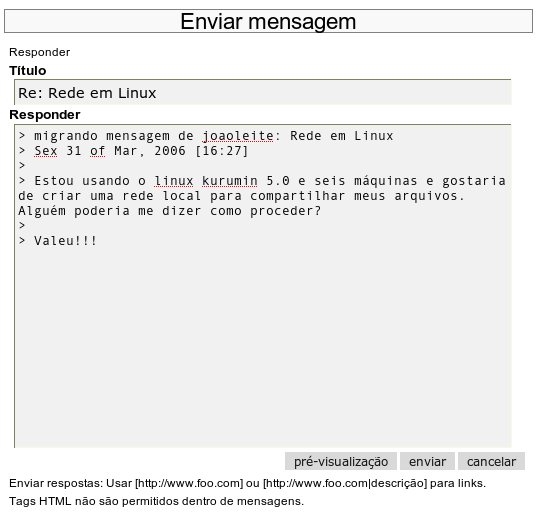 Enviar mensagem
Responder
Título
Re: Rede em Linux
Responder
> migrando mensagem de joaoleite: Rede em Linux
> Sex 31 of Mar, 2006 [16:27]
>
> Estou usando o linux kurumin 5.0 e seis máquinas e gostaria
de criar uma rede local para compartilhar meus arquivos.
Alguém poderia me dizer como proceder?
>
> Valeu!!!
pré-visualização enviar cancelar
Enviar respostas: Usar [http://www.foo.com] ou [http://www.foo.com|descrição] para links.
Tags HTML não são permitidos dentro de mensagens.